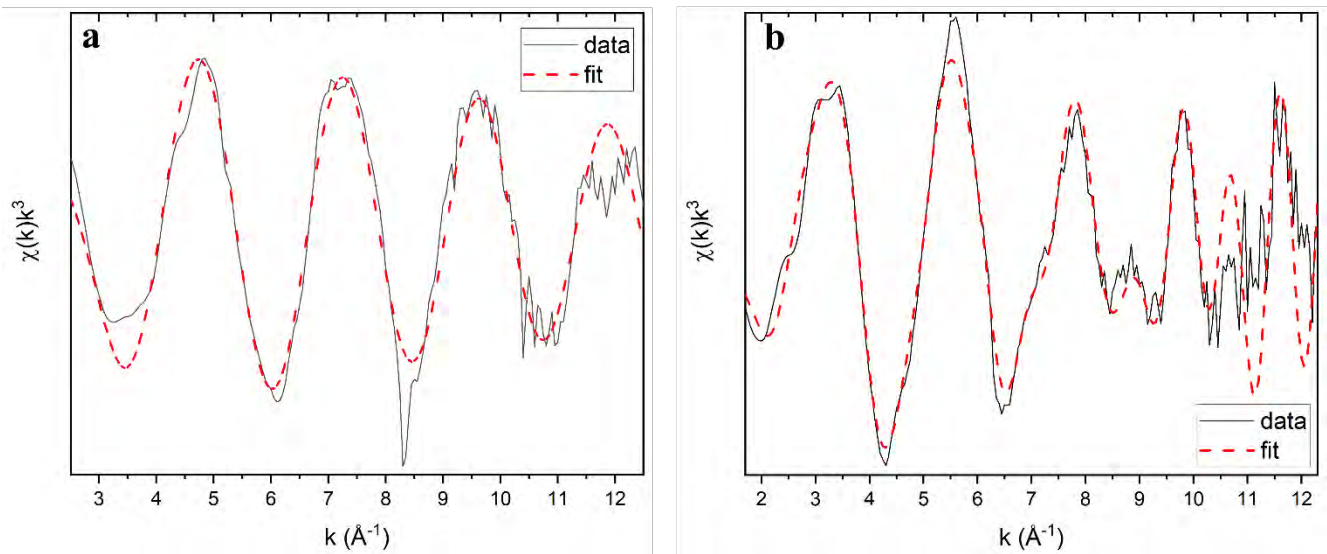 a
data
fit
χ(k)k³
3 4 5 6 7 8 9 10 11 12
k (Å⁻¹)
b
data
fit
χ(k)k³
2 3 4 5 6 7 8 9 10 11 12
k (Å⁻¹)